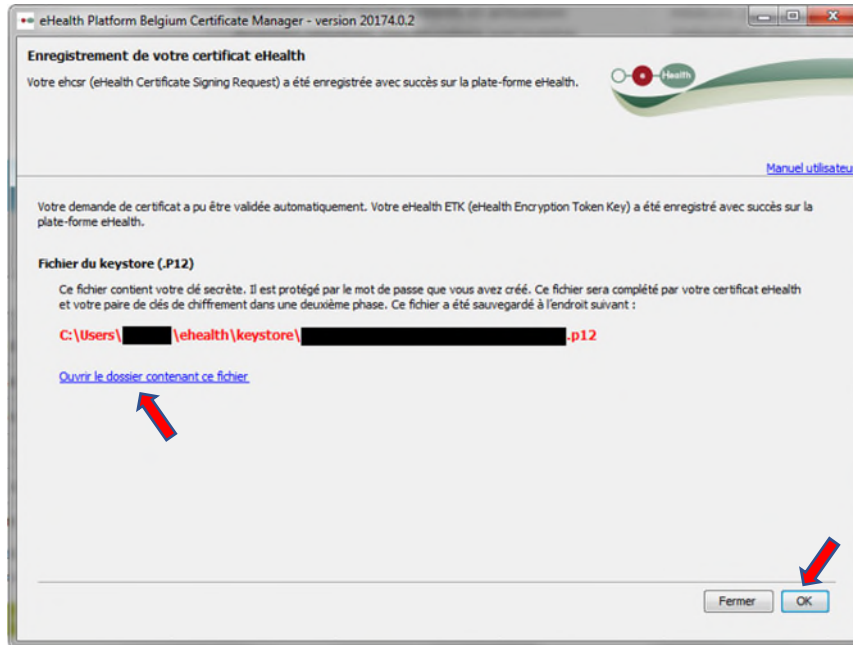 eHealth Platform Belgium Certificate Manager - version 20174.0.2
Enregistrement de votre certificat eHealth
Votre ehcsr (eHealth Certificate Signing Request) a été enregistrée avec succès sur la plate-forme eHealth.
Health
Manuel utilisateur
Votre demande de certificat a pu être validée automatiquement. Votre eHealth ETK (eHealth Encryption Token Key) a été enregistré avec succès sur la
plate-forme eHealth.
Fichier du keystore (.P12)
Ce fichier contient votre clé secrète. Il est protégé par le mot de passe que vous avez créé. Ce fichier sera complété par votre certificat eHealth
et votre paire de clés de chiffrement dans une deuxième phase. Ce fichier a été sauvegardé à l'endroit suivant :
C:\Users\ \ehealth\keystore\ .p12
Ouvrir le dossier contenant ce fichier
Fermer OK